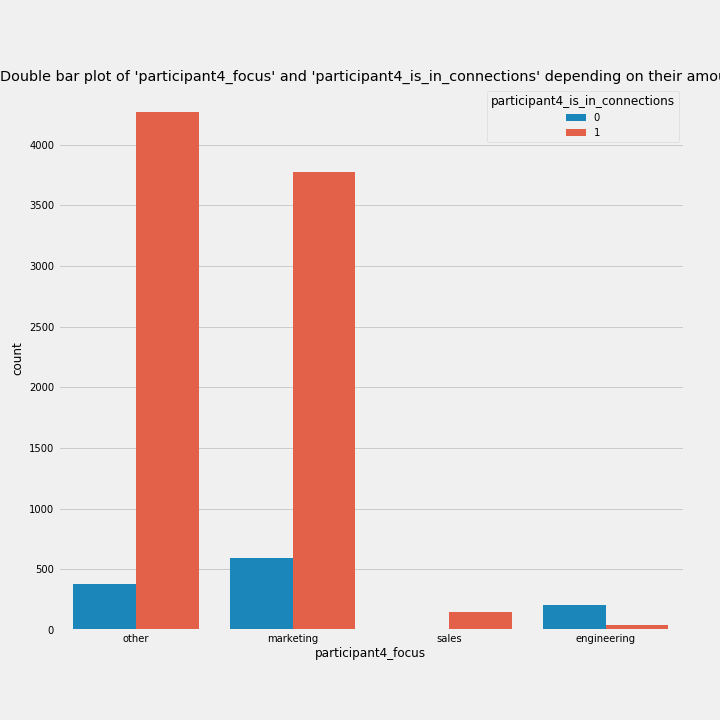 Double bar plot of 'participant4_focus' and 'participant4_is_in_connections' depending on their amou
participant4_is_in_connections
0
1
4000
3500
3000
2500
2000
1500
1000
500
0
count
other marketing sales engineering
participant4_focus